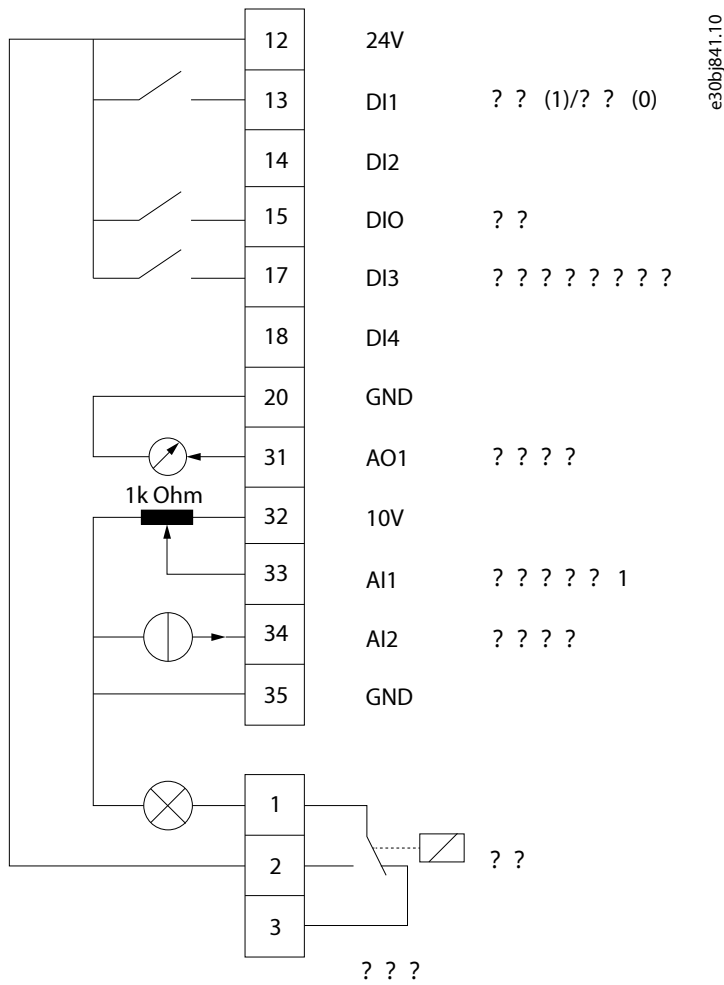 e30bj841.10
12 24V
13 DI1 ? ? (1)/? ? (0)
14 DI2
15 DIO ? ?
17 DI3 ? ? ? ? ? ? ? ?
18 DI4
20 GND
31 AO1 ? ? ? ?
1k Ohm
32 10V
33 AI1 ? ? ? ? ? 1
34 AI2 ? ? ? ?
35 GND
1
2 ? ?
3
? ? ?